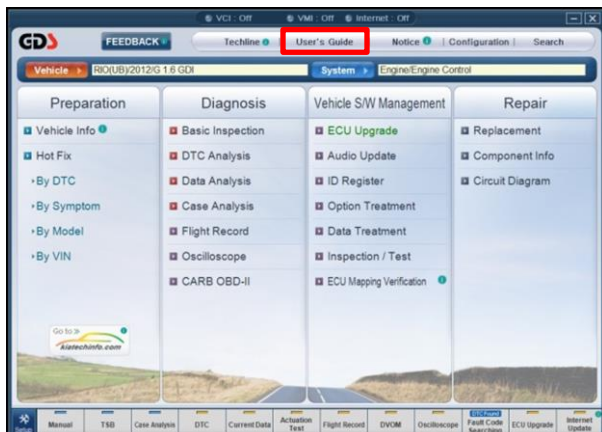 VCI : Off VMI : Off Internet : Off
GDS FEEDBACK Techline User's Guide Notice Configuration Search
Vehicle RIO(UB)/2012/G 1.6 GDI System Engine/Engine Control
Preparation Diagnosis Vehicle S/W Management Repair
Vehicle Info Basic Inspection ECU Upgrade Replacement
Hot Fix DTC Analysis Audio Update Component Info
By DTC Data Analysis ID Register Circuit Diagram
By Symptom Case Analysis Option Treatment
By Model Flight Record Data Treatment
By VIN Oscilloscope Inspection / Test
CARB OBD-II ECU Mapping Verification
Go to
kiatechinfo.com
DTC Found
Setup Manual TSB Case Analysis DTC Current Data Actuation Test Flight Record DVOM Oscilloscope Fault Code Searching ECU Upgrade Internet Update